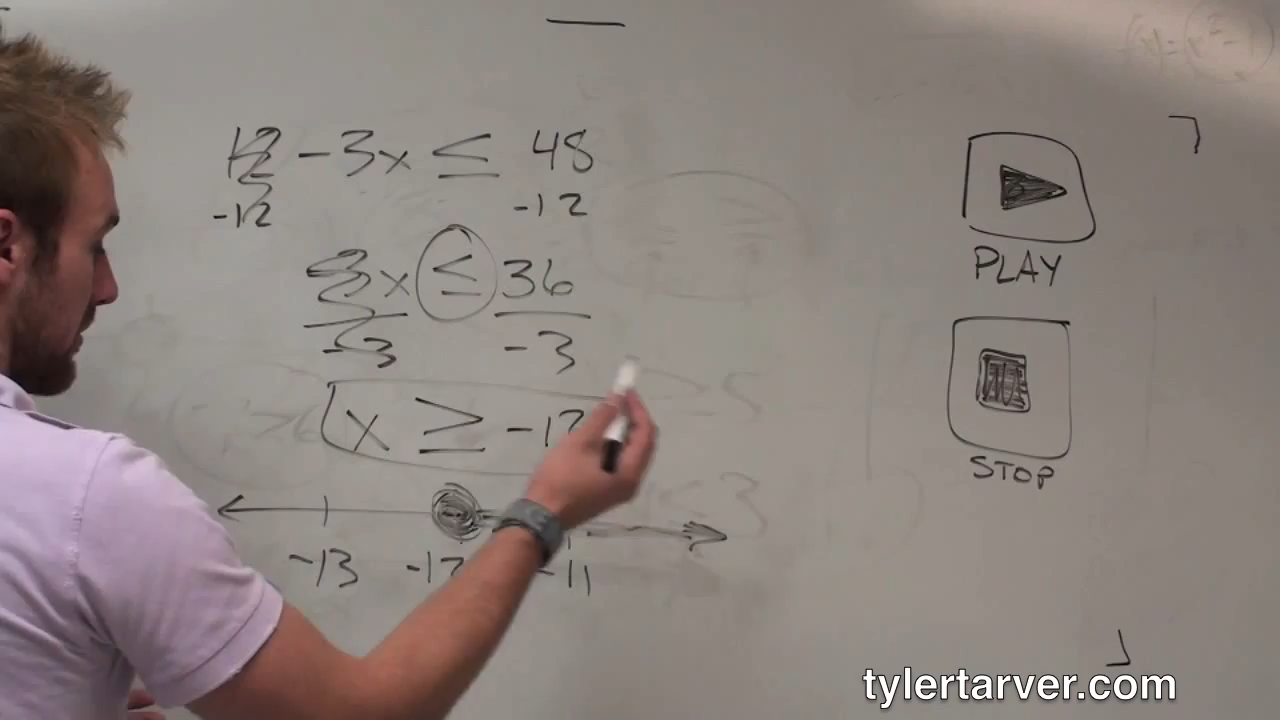 12 - 3x ≤ 48
-12 -12
-3x ≤ 36
-3 -3
x ≥ -12
-13 -12 -11
PLAY
STOP
tylertarver.com